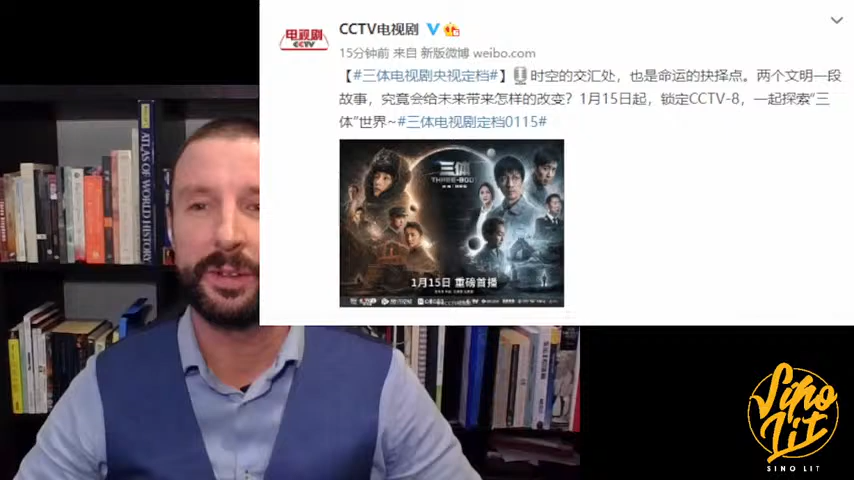 CCTV电视剧
电视剧
CCTV
15分钟前 来自 新版微博 weibo.com
【#三体电视剧央视定档#】🎙时空的交汇处，也是命运的抉择点。两个文明一段
故事，究竟会给未来带来怎样的改变？1月15日起，锁定CCTV-8，一起探索“三
体”世界~#三体电视剧定档0115#
三体
THREE-BODY
1月15日 重磅首播
ATLAS OF WORLD HISTORY
Sino
Lit
SINO LIT